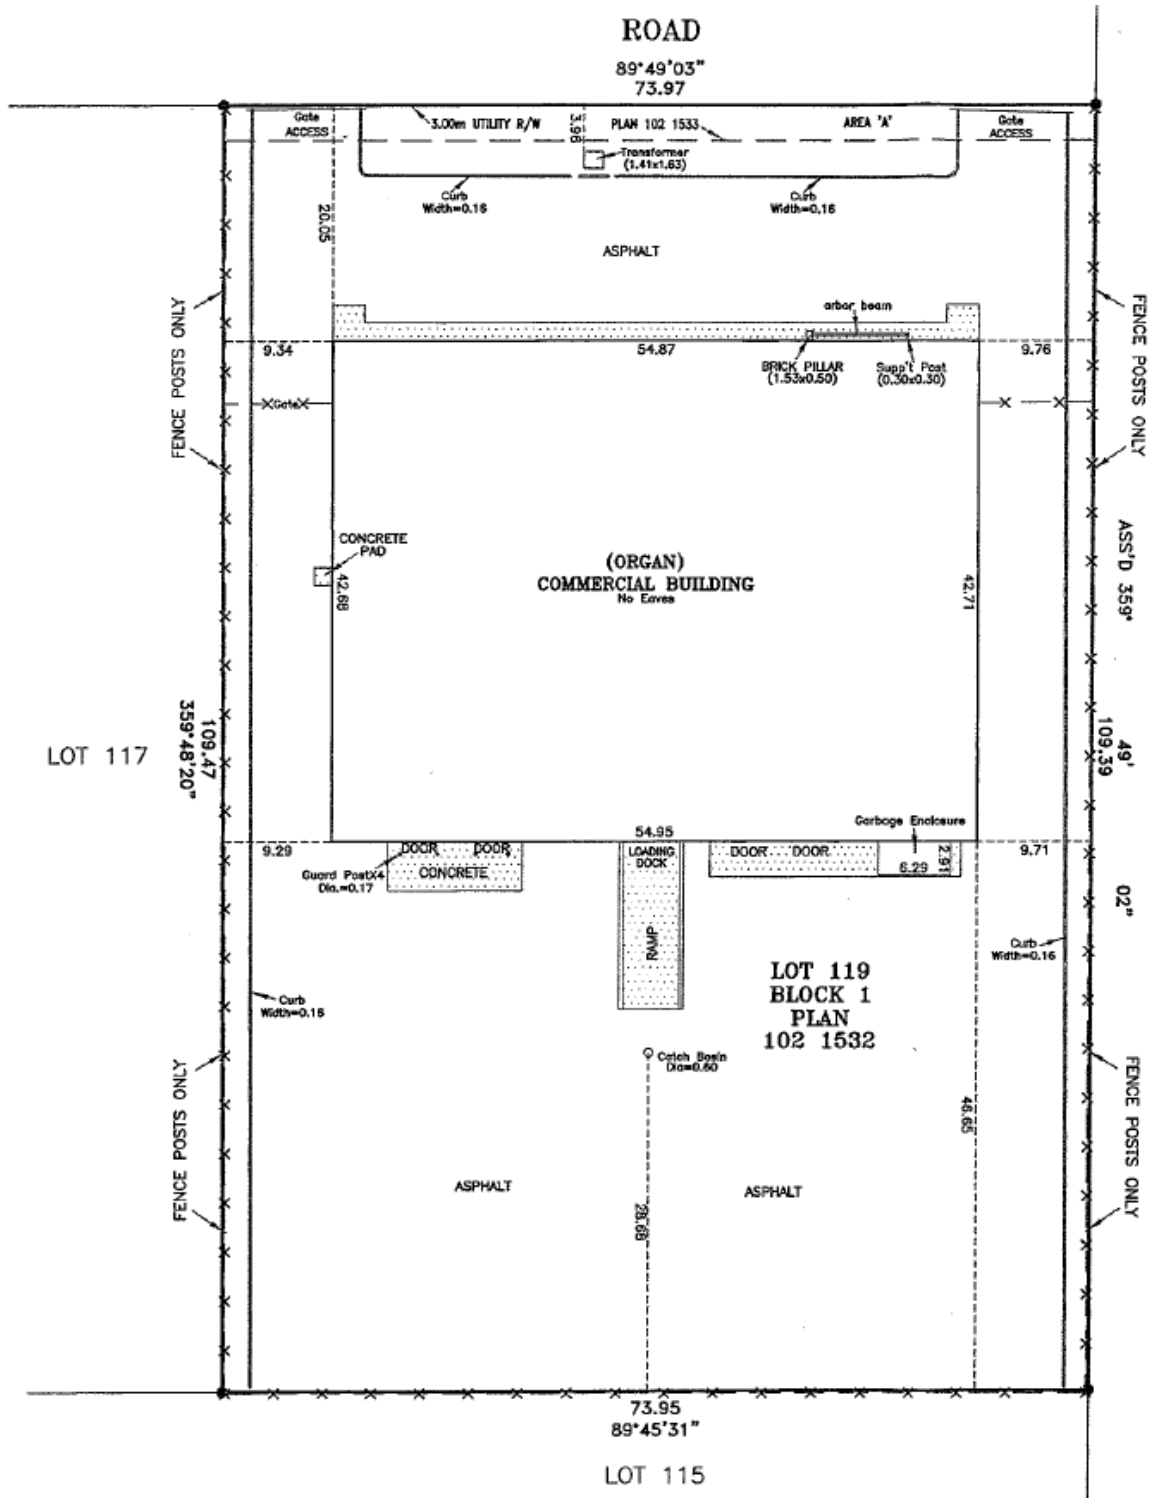 ROAD
89°49'03"
73.97
Gate
ACCESS
3.00m UTILITY R/W
3.96
PLAN 102 1533
AREA 'A'
Gate
ACCESS
Transformer
(1.41x1.63)
Curb
Width=0.16
Curb
Width=0.16
20.05
ASPHALT
FENCE POSTS ONLY
FENCE POSTS ONLY
arbor beam
9.34
54.87
9.76
BRICK PILLAR
(1.53x0.50)
Supp't Post
(0.30x0.30)
Gate
CONCRETE
PAD
42.68
(ORGAN)
COMMERCIAL BUILDING
No Eaves
42.71
ASS'D 359° 49' 02"
109.39
LOT 117
109.47
359°48'20"
Garbage Enclosure
54.95
9.29
DOOR DOOR
LOADING
DOCK
DOOR DOOR
2.91
6.29
9.71
Guard PostX4
Dia.=0.17
CONCRETE
RAMP
Curb
Width=0.16
LOT 119
BLOCK 1
PLAN
102 1532
Curb
Width=0.16
Catch Basin
Dia=0.60
FENCE POSTS ONLY
FENCE POSTS ONLY
46.65
28.68
ASPHALT
ASPHALT
73.95
89°45'31"
LOT 115